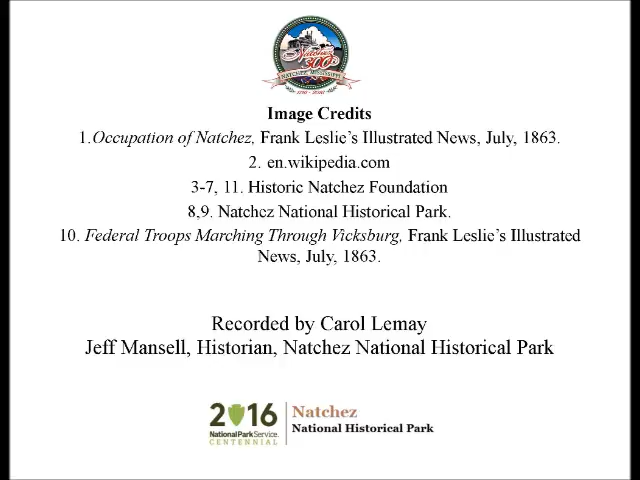 Natchez
300
NATCHEZ, MISSISSIPPI
Image Credits
1.Occupation of Natchez, Frank Leslie’s Illustrated News, July, 1863.
2. en.wikipedia.com
3-7, 11. Historic Natchez Foundation
8,9. Natchez National Historical Park.
10. Federal Troops Marching Through Vicksburg, Frank Leslie’s Illustrated
News, July, 1863.
Recorded by Carol Lemay
Jeff Mansell, Historian, Natchez National Historical Park
2016
National Park Service
CENTENNIAL
Natchez
National Historical Park